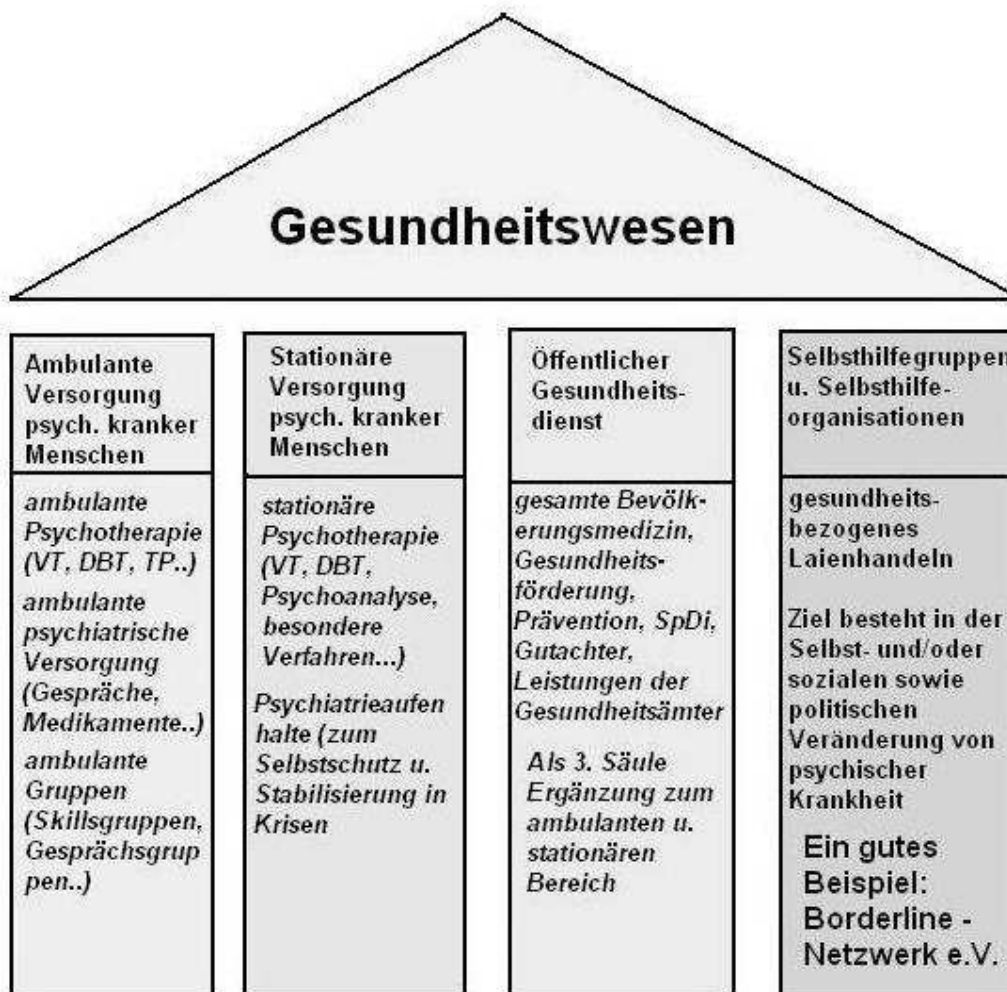 Gesundheitswesen
Ambulante
Versorgung
psych. kranker
Menschen
ambulante
Psychotherapie
(VT, DBT, TP..)
ambulante
psychiatrische
Versorgung
(Gespräche,
Medikamente..)
ambulante
Gruppen
(Skillsgruppen,
Gesprächsgrup
pen..)
Stationäre
Versorgung
psych. kranker
Menschen
stationäre
Psychotherapie
(VT, DBT,
Psychoanalyse,
besondere
Verfahren...)
Psychiatrieaufen
halte (zum
Selbstschutz u.
Stabilisierung in
Krisen
Öffentlicher
Gesundheits-
dienst
gesamte Bevölk-
erungsmedizin,
Gesundheits-
förderung,
Prävention, SpDi,
Gutachter,
Leistungen der
Gesundheitsämter
Als 3. Säule
Ergänzung zum
ambulanten u.
stationären
Bereich
Selbsthilfegruppen
u. Selbsthilfe-
organisationen
gesundheits-
bezogenes
Laienhandeln
Ziel besteht in der
Selbst- und/oder
sozialen sowie
politischen
Veränderung von
psychischer
Krankheit
Ein gutes
Beispiel:
Borderline -
Netzwerk e.V.